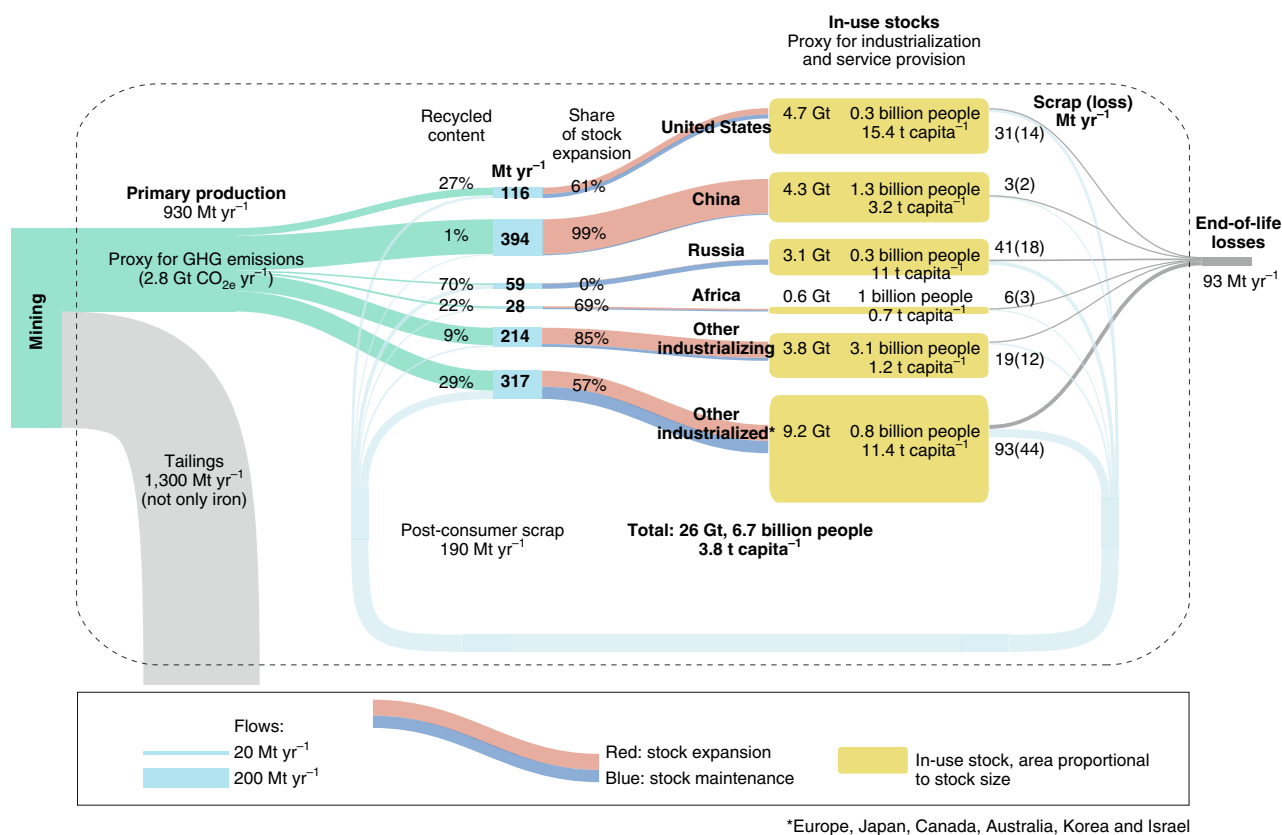 In-use stocks
Proxy for industrialization
and service provision
Recycled
content
Share
of stock
expansion
Mt yr⁻¹
Scrap (loss)
Mt yr⁻¹
Primary production
930 Mt yr⁻¹
Proxy for GHG emissions
(2.8 Gt CO₂ₑ yr⁻¹)
Mining
Tailings
1,300 Mt yr⁻¹
(not only iron)
27%
116
61%
United States
4.7 Gt
0.3 billion people
15.4 t capita⁻¹
31(14)
1%
394
99%
China
4.3 Gt
1.3 billion people
3.2 t capita⁻¹
3(2)
70%
59
0%
Russia
3.1 Gt
0.3 billion people
11 t capita⁻¹
41(18)
22%
28
69%
Africa
0.6 Gt
1 billion people
0.7 t capita⁻¹
6(3)
9%
214
85%
Other
industrializing
3.8 Gt
3.1 billion people
1.2 t capita⁻¹
19(12)
29%
317
57%
Other
industrialized*
9.2 Gt
0.8 billion people
11.4 t capita⁻¹
93(44)
End-of-life
losses
93 Mt yr⁻¹
Post-consumer scrap
190 Mt yr⁻¹
Total: 26 Gt, 6.7 billion people
3.8 t capita⁻¹
Flows:
20 Mt yr⁻¹
200 Mt yr⁻¹
Red: stock expansion
Blue: stock maintenance
In-use stock, area proportional
to stock size
*Europe, Japan, Canada, Australia, Korea and Israel